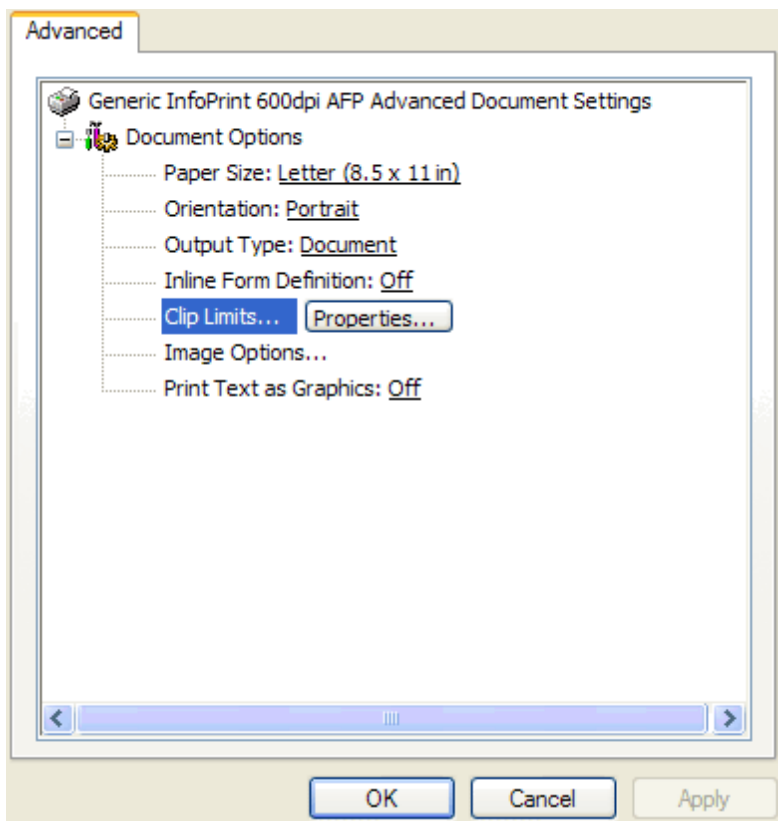 Advanced
Generic InfoPrint 600dpi AFP Advanced Document Settings
Document Options
Paper Size: Letter (8.5 x 11 in)
Orientation: Portrait
Output Type: Document
Inline Form Definition: Off
Clip Limits... Properties...
Image Options...
Print Text as Graphics: Off
OK Cancel Apply